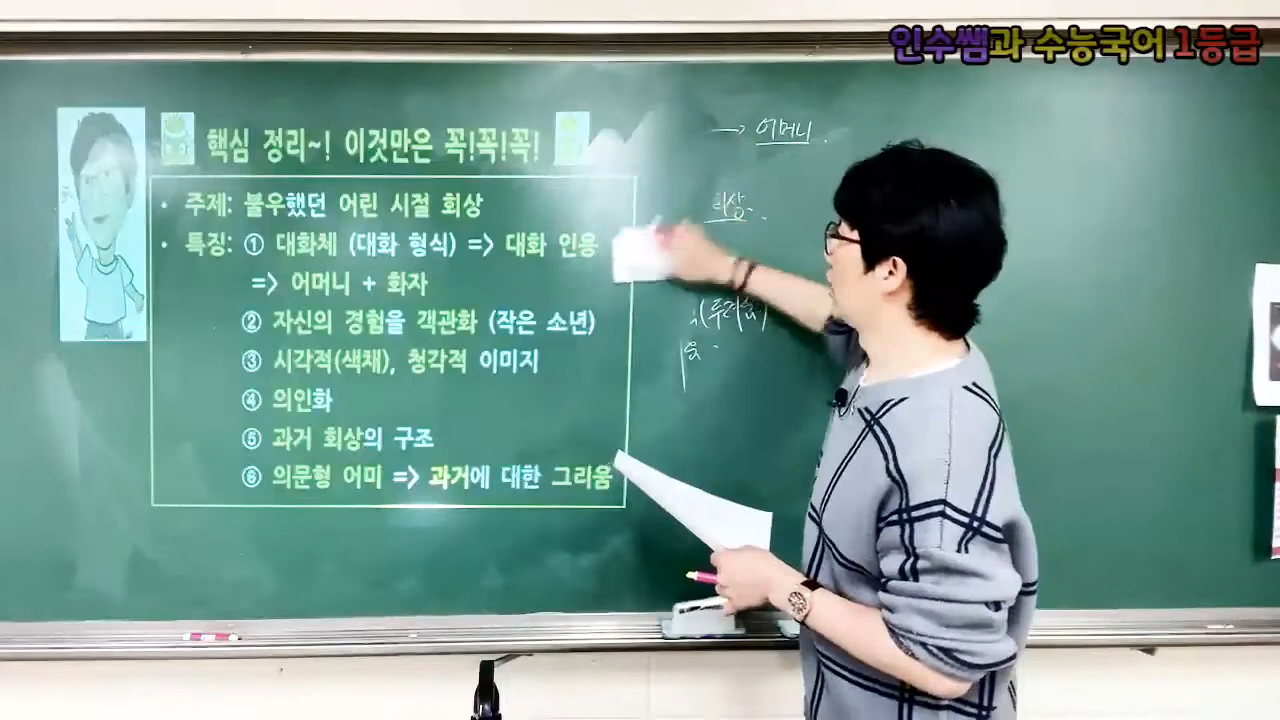 인수쌤과 수능국어 1등급
핵심 정리~! 이것만은 꼭!꼭!꼭!
• 주제: 불우했던 어린 시절 회상
• 특징: ① 대화체 (대화 형식) => 대화 인용
=> 어머니 + 화자
② 자신의 경험을 객관화 (작은 소년)
③ 시각적(색채), 청각적 이미지
④ 의인화
⑤ 과거 회상의 구조
⑥ 의문형 어미 => 과거에 대한 그리움
→ 어머니.
회상.